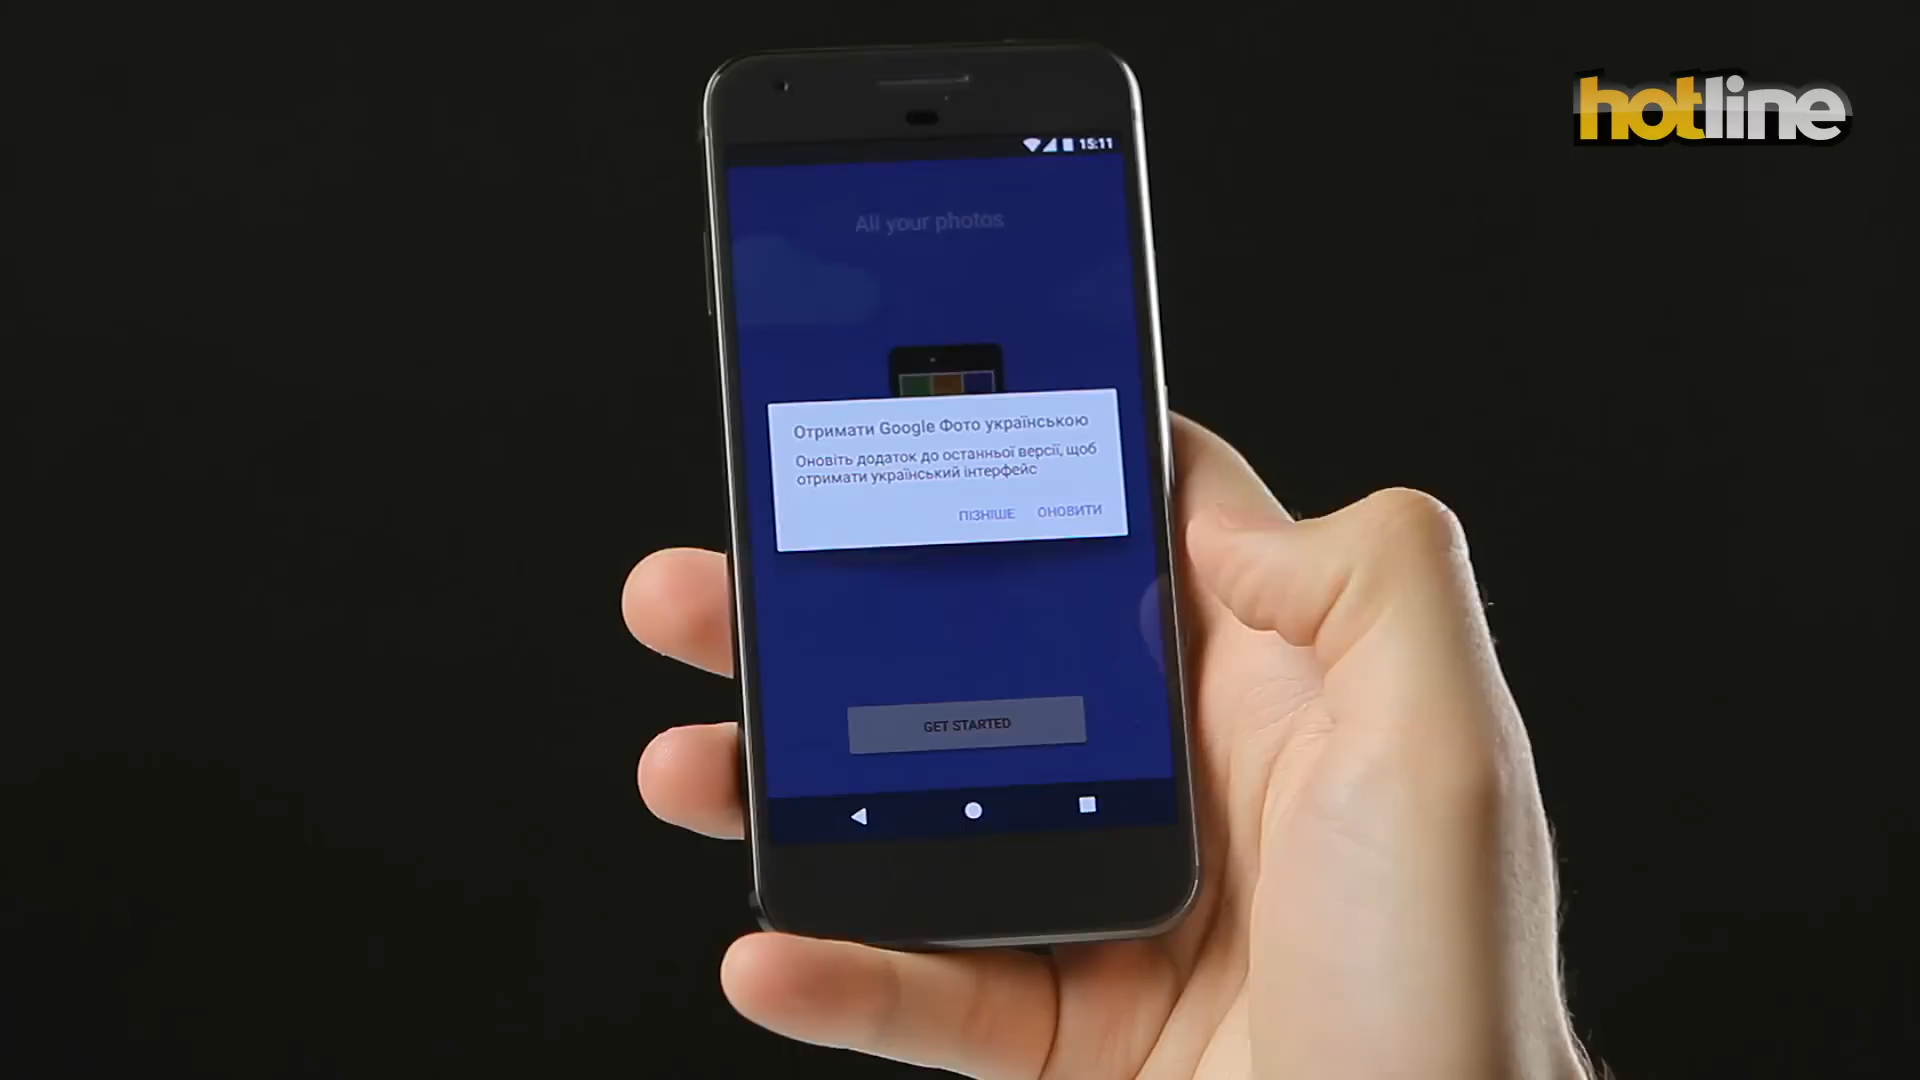 hotline
15:11
All your photos
Отримати Google Фото українською
Оновіть додаток до останньої версії, щоб
отримати український інтерфейс
ПІЗНІШЕ ОНОВИТИ
GET STARTED